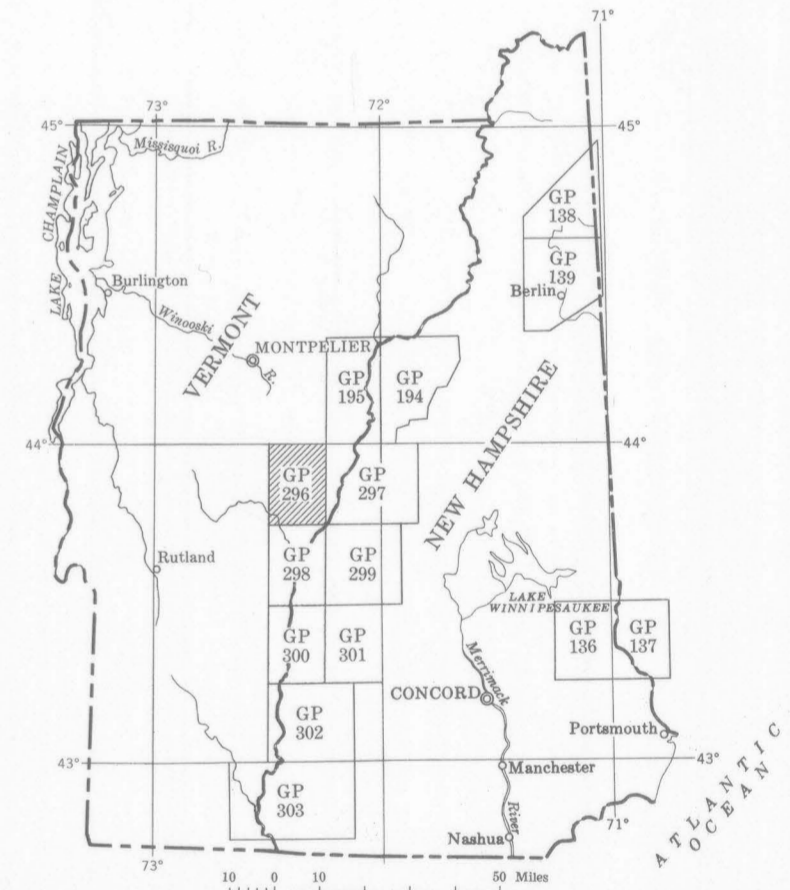 71°
73°
72°
45°
45°
Missisquoi R.
LAKE CHAMPLAIN
GP
138
GP
139
Berlin
Burlington
Winooski
R.
VERMONT
MONTPELIER
GP
195
GP
194
44°
44°
GP
296
GP
297
NEW HAMPSHIRE
Rutland
GP
298
GP
299
LAKE
WINNIPESAUKEE
GP
300
GP
301
GP
136
GP
137
Merrimack
River
CONCORD
GP
302
Portsmouth
43°
43°
Manchester
GP
303
ATLANTIC
OCEAN
71°
Nashua
73°
10 0 10 50 Miles